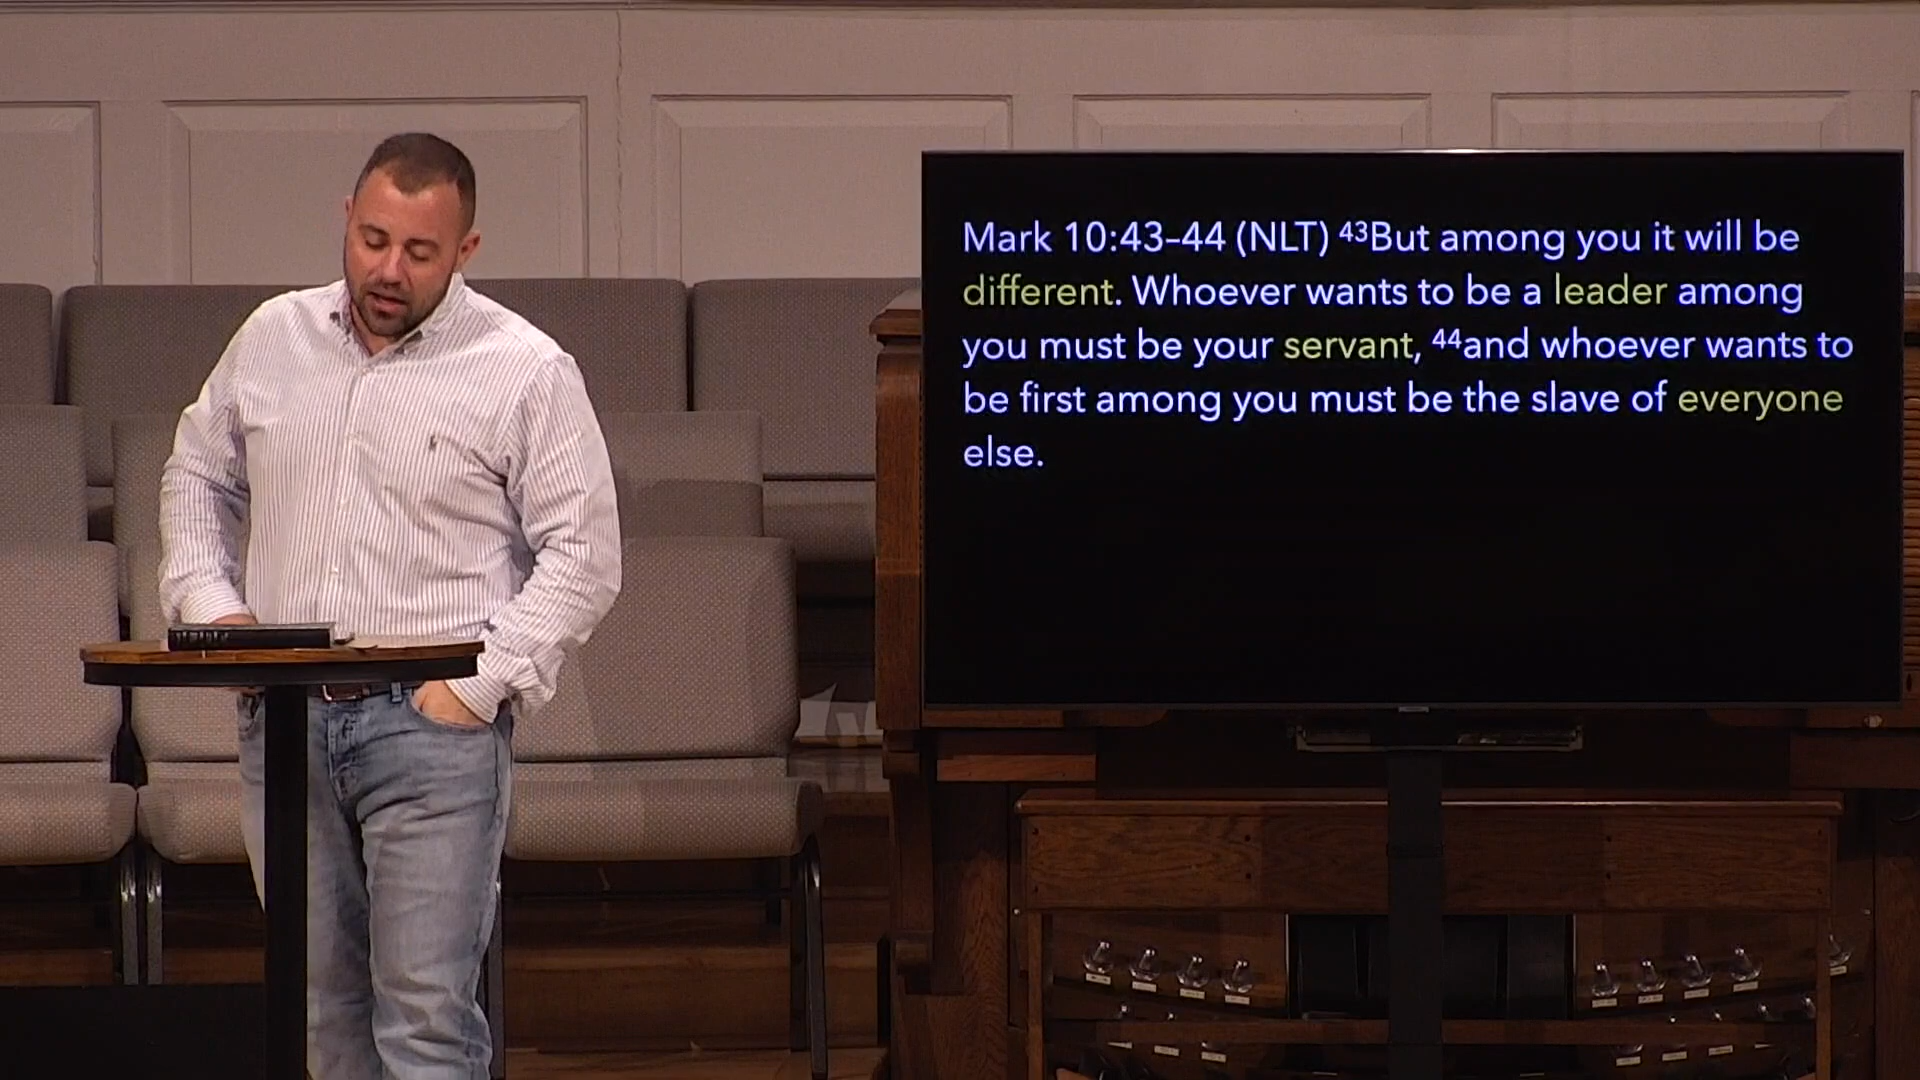 Mark 10:43–44 (NLT) ⁴³But among you it will be
different. Whoever wants to be a leader among
you must be your servant, ⁴⁴and whoever wants to
be first among you must be the slave of everyone
else.